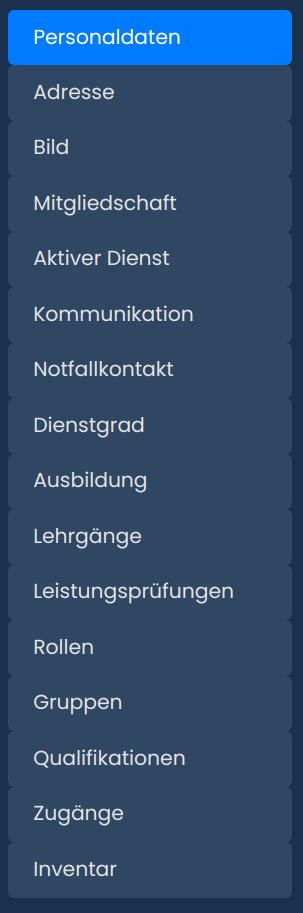 Personaldaten
Adresse
Bild
Mitgliedschaft
Aktiver Dienst
Kommunikation
Notfallkontakt
Dienstgrad
Ausbildung
Lehrgänge
Leistungsprüfungen
Rollen
Gruppen
Qualifikationen
Zugänge
Inventar